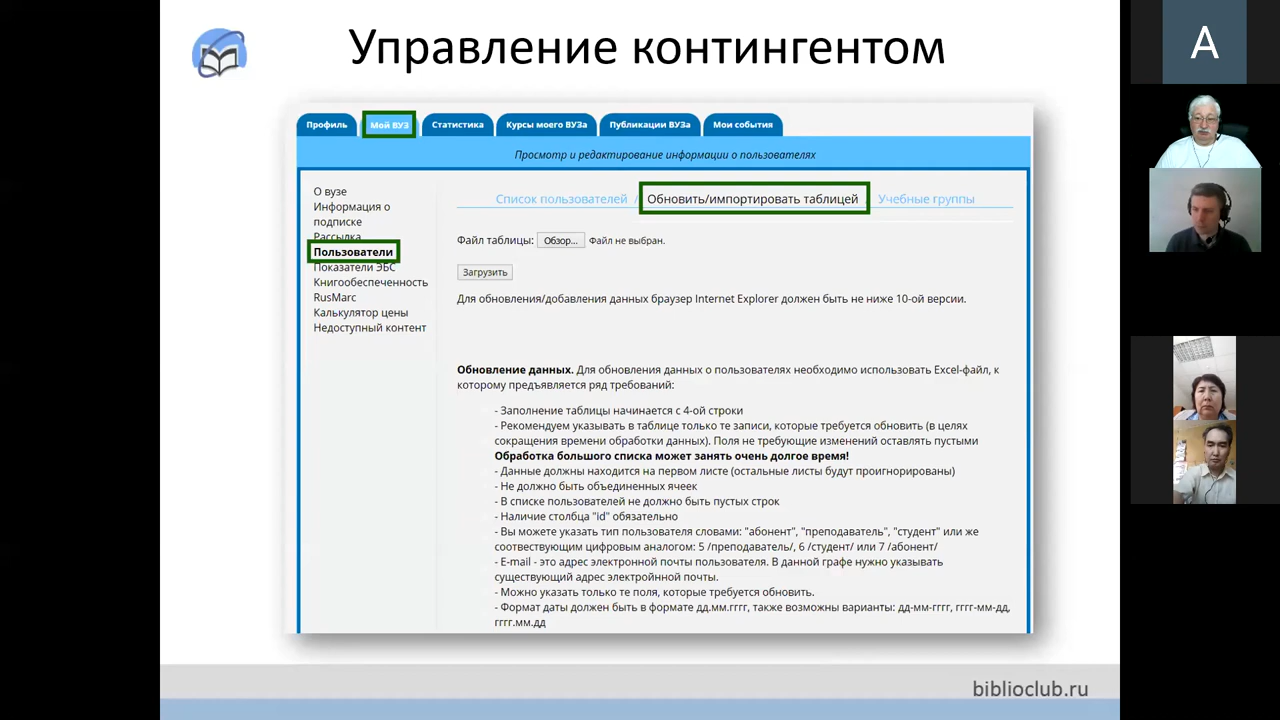 Управление контингентом
Профиль
Мой ВУЗ
Статистика
Курсы моего ВУЗа
Публикации ВУЗа
Мои события
Просмотр и редактирование информации о пользователях
О вузе
Информация о
подписке
Рассылка
Пользователи
Показатели ЭБС
Книгообеспеченность
RusMarc
Калькулятор цены
Недоступный контент
Список пользователей / Обновить/импортировать таблицей Учебные группы
Файл таблицы: Обзор... Файл не выбран.
Загрузить
Для обновления/добавления данных браузер Internet Explorer должен быть не ниже 10-ой версии.
Обновление данных. Для обновления данных о пользователях необходимо использовать Excel-файл, к
которому предъявляется ряд требований:
- Заполнение таблицы начинается с 4-ой строки
- Рекомендуем указывать в таблице только те записи, которые требуется обновить (в целях
сокращения времени обработки данных). Поля не требующие изменений оставлять пустыми
Обработка большого списка может занять очень долгое время!
- Данные должны находится на первом листе (остальные листы будут проигнорированы)
- Не должно быть объединенных ячеек
- В списке пользователей не должно быть пустых строк
- Наличие столбца "id" обязательно
- Вы можете указать тип пользователя словами: "абонент", "преподаватель", "студент" или же
соотвествующим цифровым аналогом: 5 /преподаватель/, 6 /студент/ или 7 /абонент/
- E-mail - это адрес электронной почты пользователя. В данной графе нужно указывать
существующий адрес электройнной почты.
- Можно указать только те поля, которые требуется обновить.
- Формат даты должен быть в формате дд.мм.гггг, также возможны варианты: дд-мм-гггг, гггг-мм-дд,
гггг.мм.дд
biblioclub.ru
A